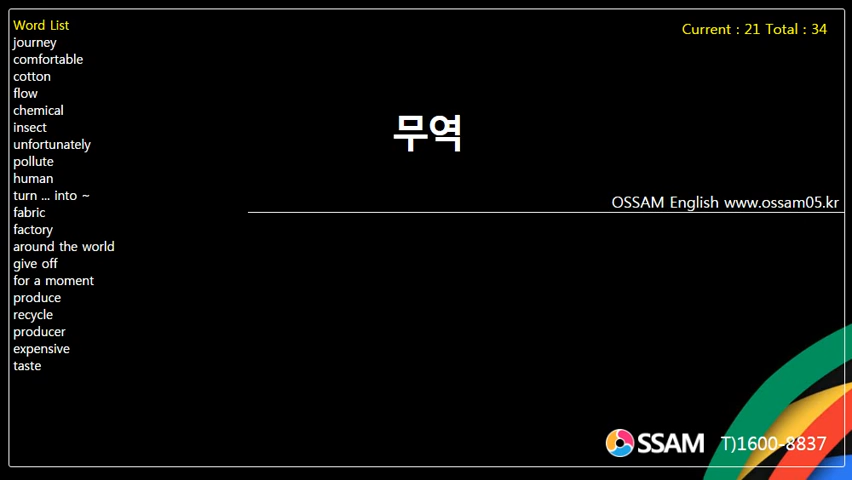 Word List
journey
comfortable
cotton
flow
chemical
insect
unfortunately
pollute
human
turn ... into ~
fabric
factory
around the world
give off
for a moment
produce
recycle
producer
expensive
taste
Current : 21 Total : 34
무역
OSSAM English www.ossam05.kr
OSSAM T)1600-8837